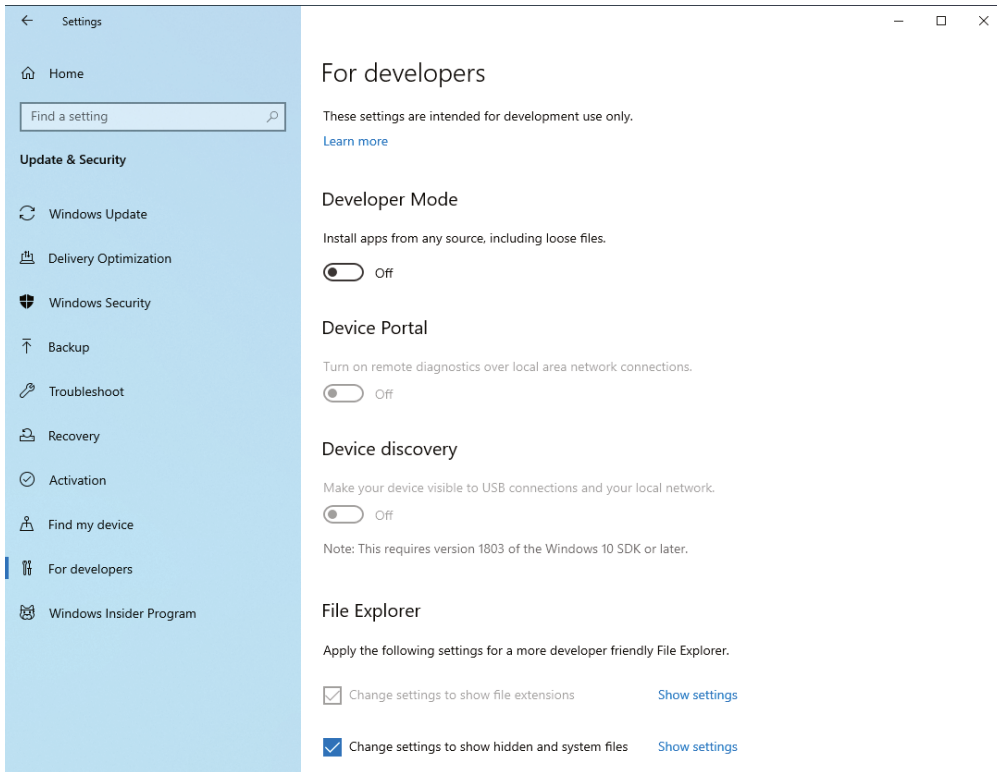 Settings
Home
Find a setting
Update & Security
Windows Update
Delivery Optimization
Windows Security
Backup
Troubleshoot
Recovery
Activation
Find my device
For developers
Windows Insider Program
For developers
These settings are intended for development use only.
Learn more
Developer Mode
Install apps from any source, including loose files.
Off
Device Portal
Turn on remote diagnostics over local area network connections.
Off
Device discovery
Make your device visible to USB connections and your local network.
Off
Note: This requires version 1803 of the Windows 10 SDK or later.
File Explorer
Apply the following settings for a more developer friendly File Explorer.
Change settings to show file extensions Show settings
Change settings to show hidden and system files Show settings